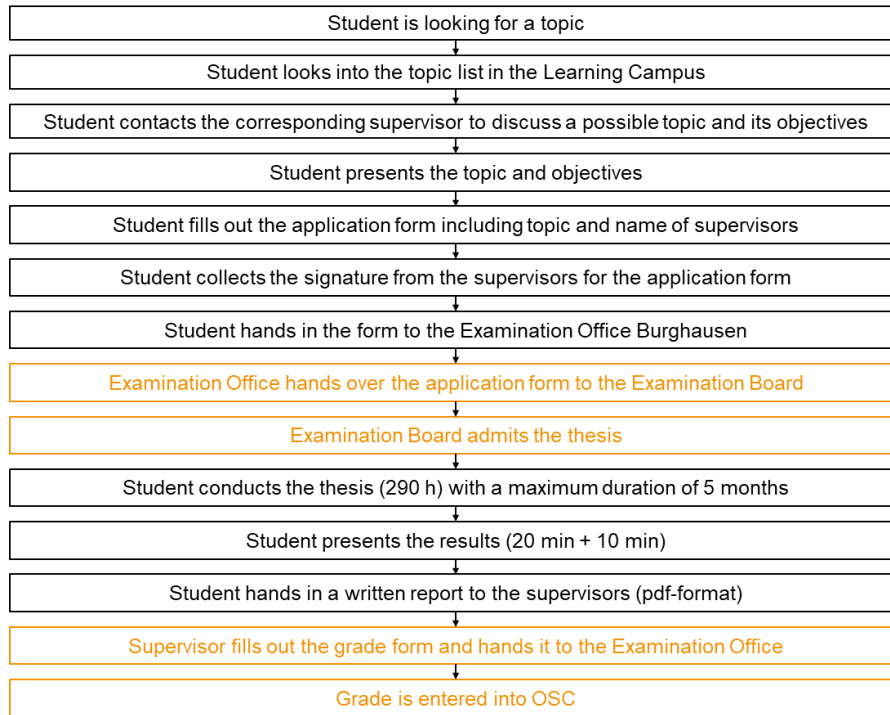 Student is looking for a topic
Student looks into the topic list in the Learning Campus
Student contacts the corresponding supervisor to discuss a possible topic and its objectives
Student presents the topic and objectives
Student fills out the application form including topic and name of supervisors
Student collects the signature from the supervisors for the application form
Student hands in the form to the Examination Office Burghausen
Examination Office hands over the application form to the Examination Board
Examination Board admits the thesis
Student conducts the thesis (290 h) with a maximum duration of 5 months
Student presents the results (20 min + 10 min)
Student hands in a written report to the supervisors (pdf-format)
Supervisor fills out the grade form and hands it to the Examination Office
Grade is entered into OSC